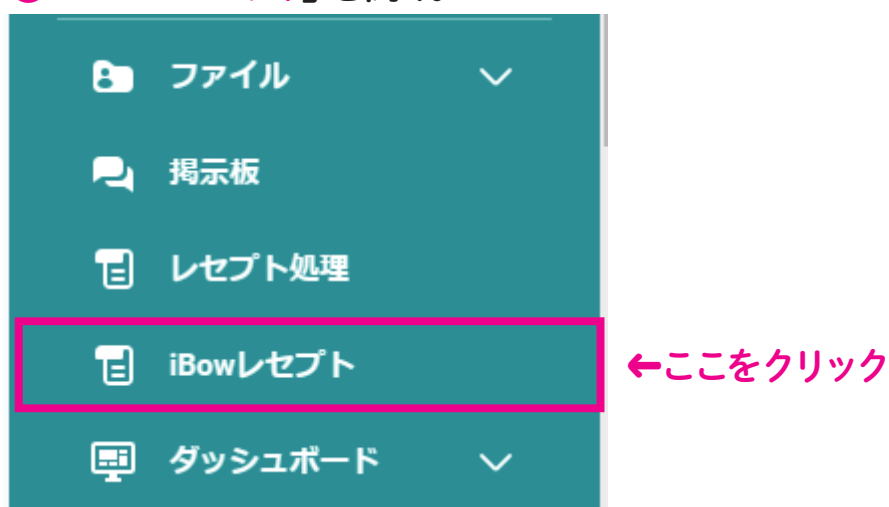 ファイル
掲示板
レセプト処理
iBowレセプト
←ここをクリック
ダッシュボード